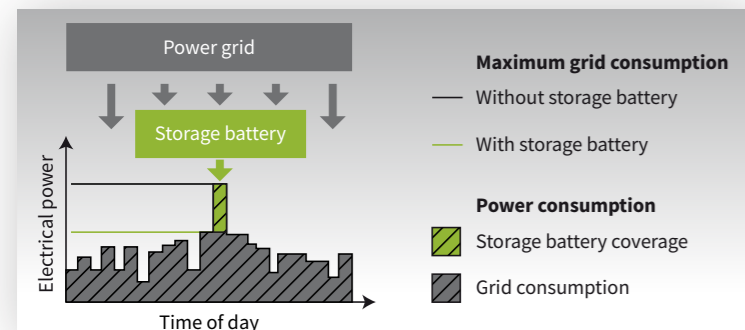 Power grid
Storage battery
Electrical power
Time of day
Maximum grid consumption
Without storage battery
With storage battery
Power consumption
Storage battery coverage
Grid consumption